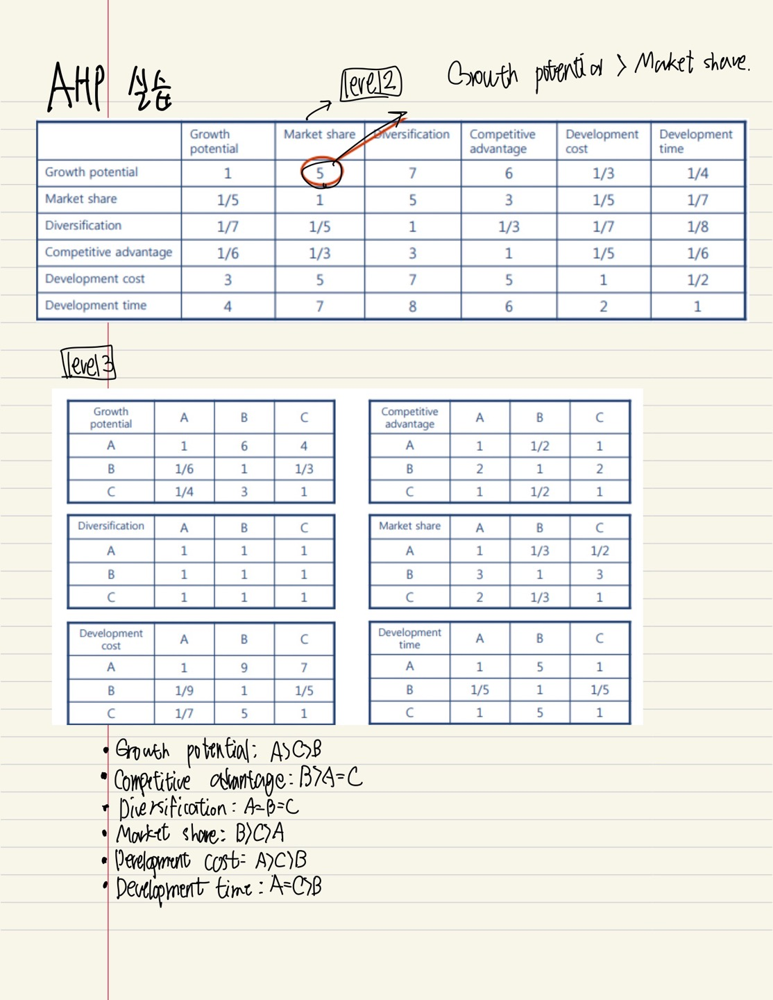 AHP 실습
level2
Growth potential > Market share.
Growth potential Market share Diversification Competitive advantage Development cost Development time
Growth potential 1 5 7 6 1/3 1/4
Market share 1/5 1 5 3 1/5 1/7
Diversification 1/7 1/5 1 1/3 1/7 1/8
Competitive advantage 1/6 1/3 3 1 1/5 1/6
Development cost 3 5 7 5 1 1/2
Development time 4 7 8 6 2 1
level3
Growth potential A B C
A 1 6 4
B 1/6 1 1/3
C 1/4 3 1
Competitive advantage A B C
A 1 1/2 1
B 2 1 2
C 1 1/2 1
Diversification A B C
A 1 1 1
B 1 1 1
C 1 1 1
Market share A B C
A 1 1/3 1/2
B 3 1 3
C 2 1/3 1
Development cost A B C
A 1 9 7
B 1/9 1 1/5
C 1/7 5 1
Development time A B C
A 1 5 1
B 1/5 1 1/5
C 1 5 1
• Growth potential: A>C>B
• Competitive advantage: B>A=C
• Diversification: A=B=C
• Market share: B>C>A
• Development cost: A>C>B
• Development time: A=C>B